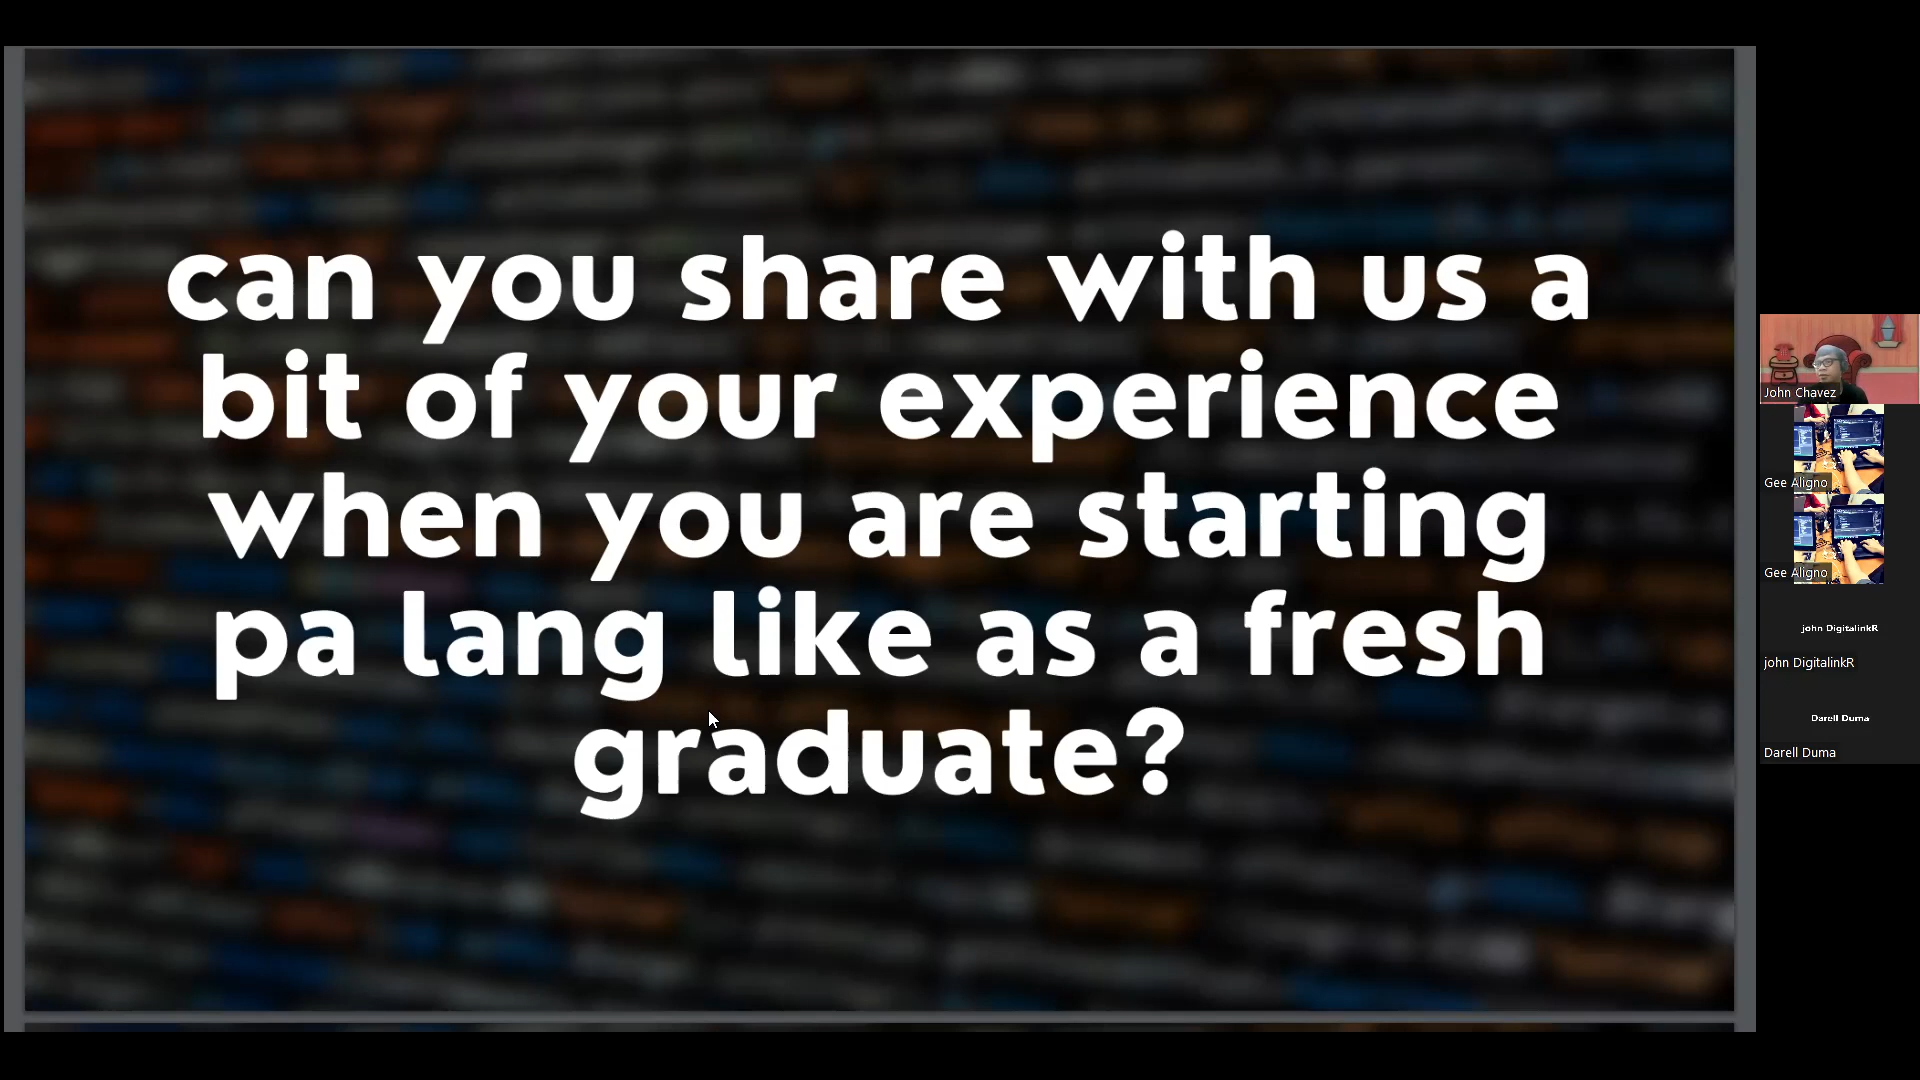 can you share with us a
bit of your experience
when you are starting
pa lang like as a fresh
graduate?
John Chavez
Gee Aligno
Gee Aligno
john DigitalinkR
john DigitalinkR
Darell Duma
Darell Duma